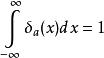 ∫_{-∞}^{∞} δ_a(x)dx = 1